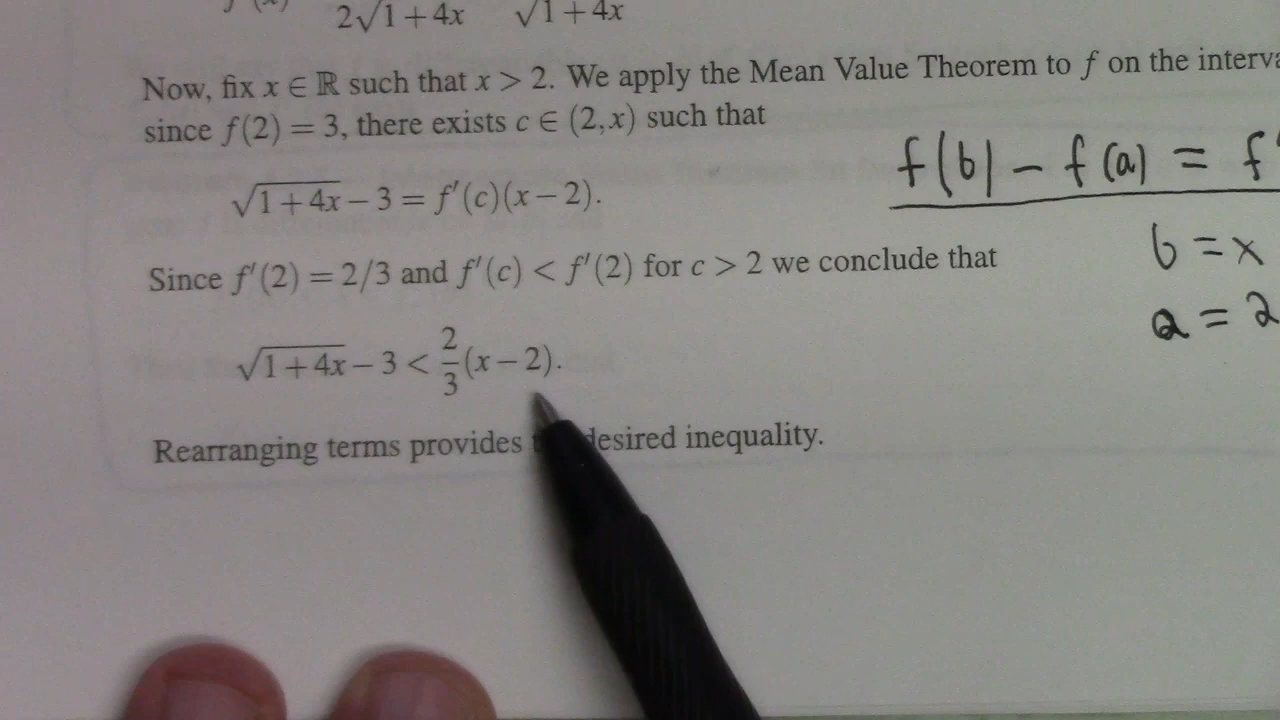 2√1+4x √1+4x
Now, fix x ∈ ℝ such that x > 2. We apply the Mean Value Theorem to f on the
since f(2) = 3, there exists c ∈ (2,x) such that
f(b) − f(a) = f'
√1+4x − 3 = f′(c)(x − 2).
b = x
Since f′(2) = 2/3 and f′(c) < f′(2) for c > 2 we conclude that
a = 2
√1+4x − 3 < 2/3(x − 2).
Rearranging terms provides desired inequality.